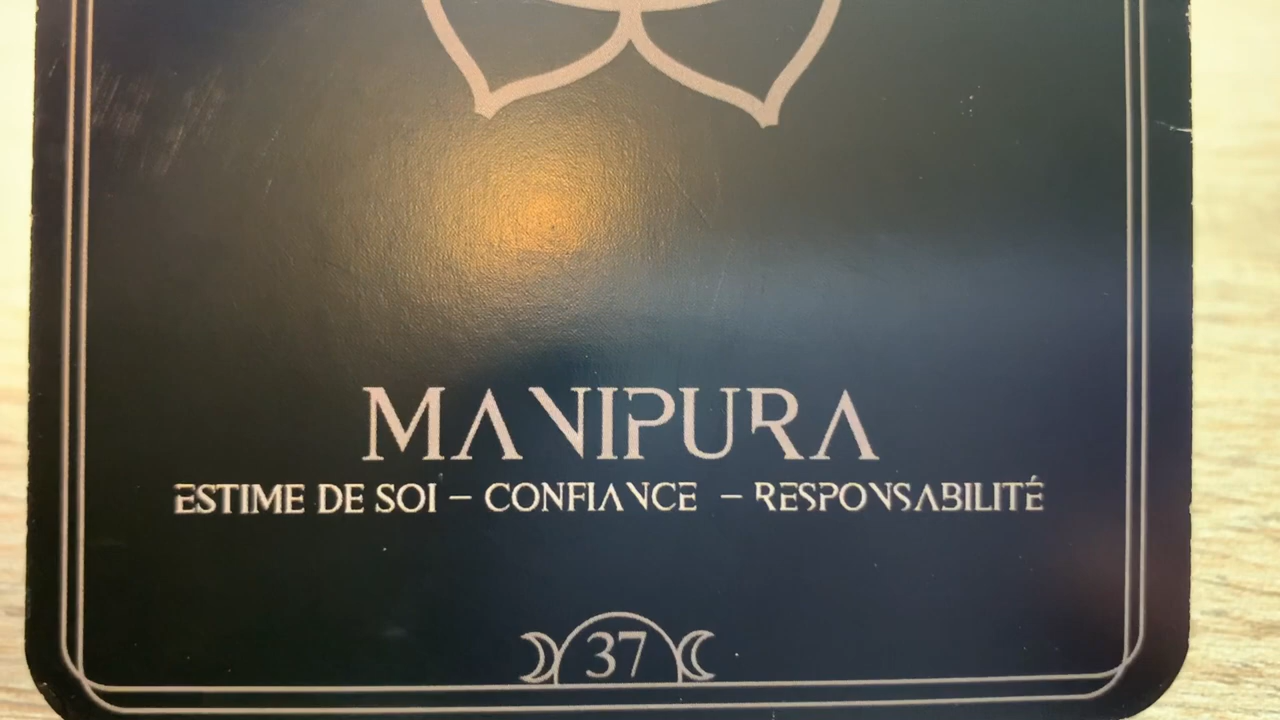 MANIPURA
ESTIME DE SOI – CONFIANCE – RESPONSABILITÉ
37